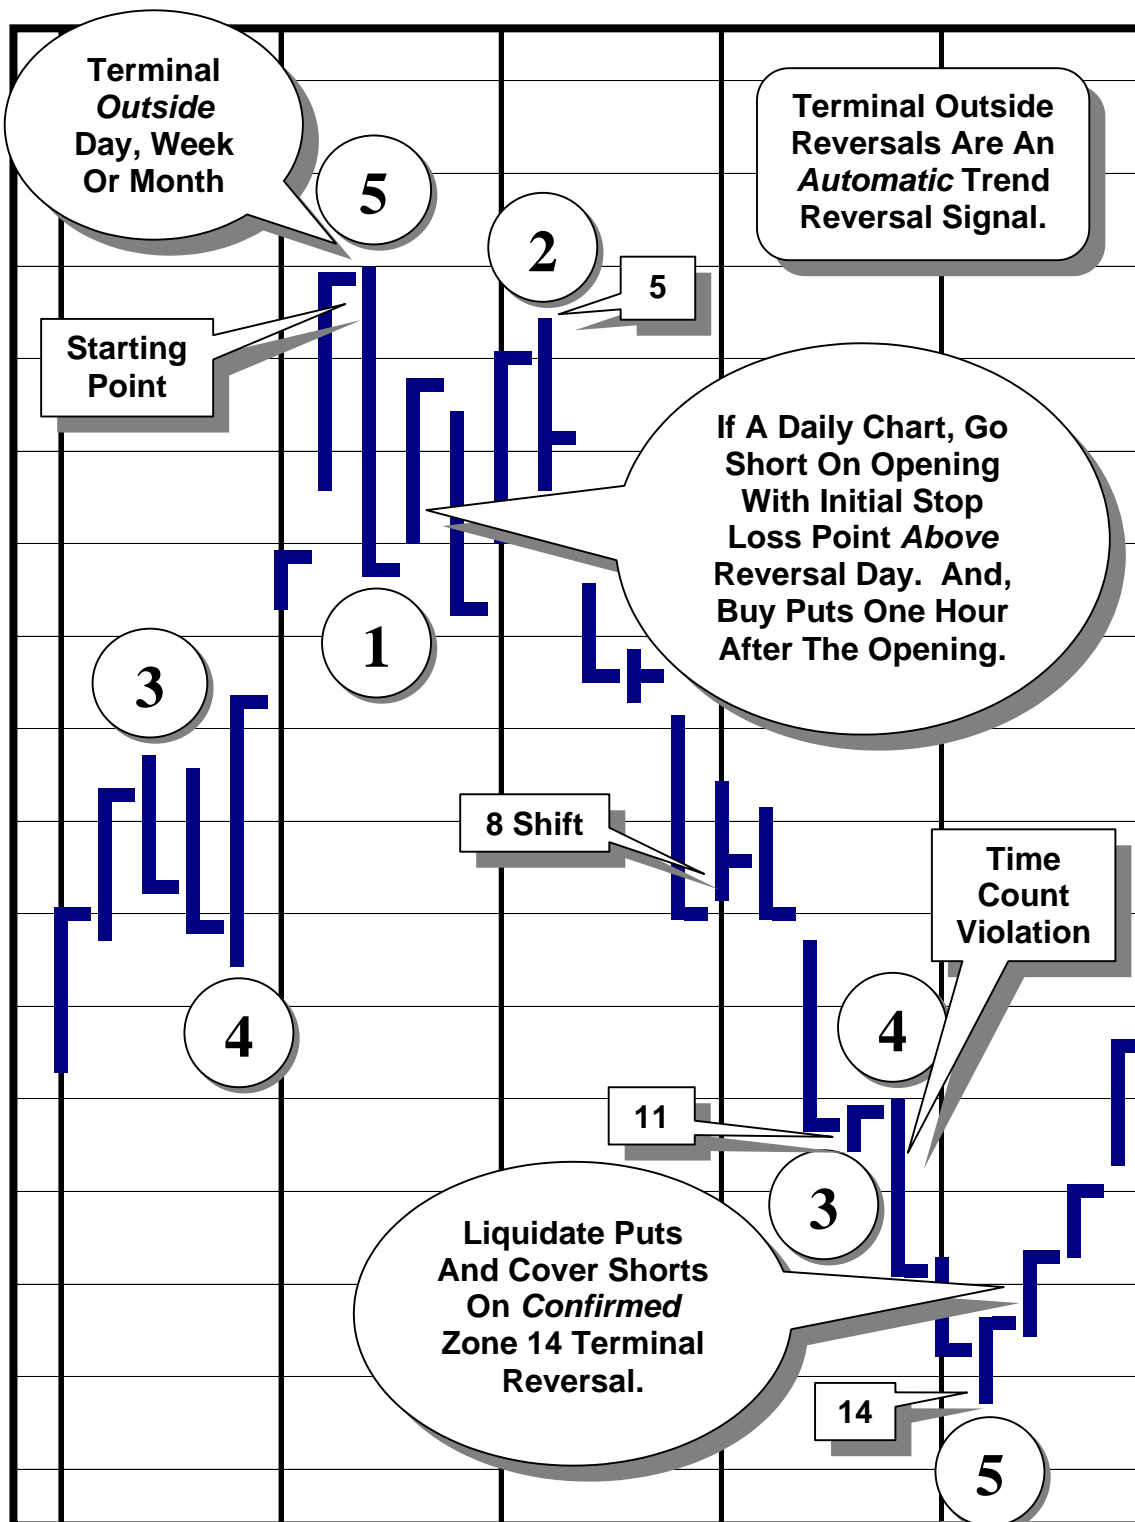 Terminal
Outside
Day, Week
Or Month
Terminal Outside
Reversals Are An
Automatic Trend
Reversal Signal.
5
2
5
Starting
Point
If A Daily Chart, Go
Short On Opening
With Initial Stop
Loss Point Above
Reversal Day. And,
Buy Puts One Hour
After The Opening.
1
3
8 Shift
Time
Count
Violation
4
4
11
3
Liquidate Puts
And Cover Shorts
On Confirmed
Zone 14 Terminal
Reversal.
14
5